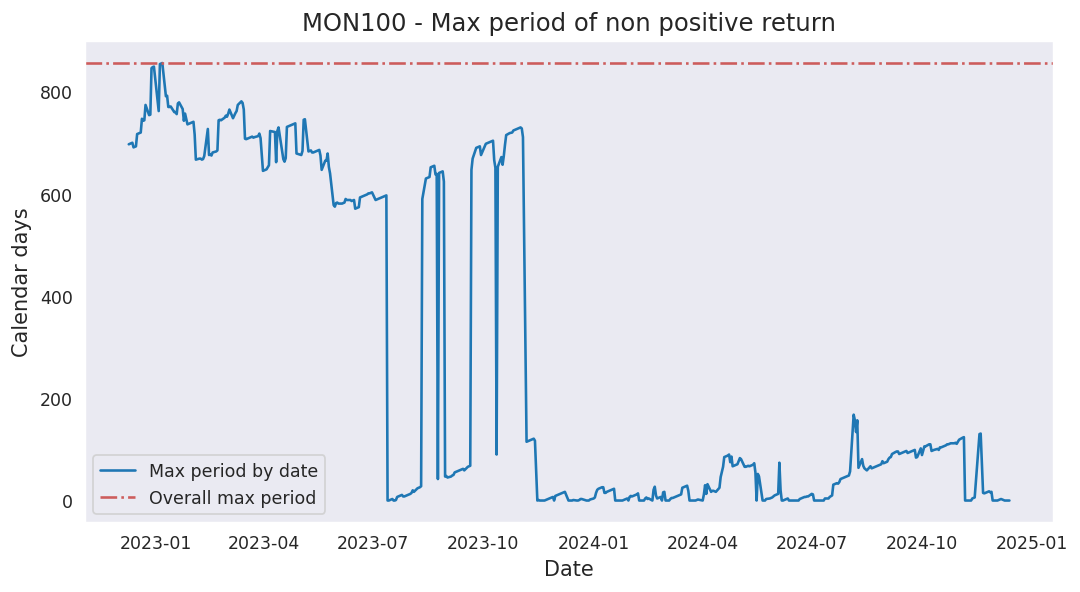 MON100 - Max period of non positive return
Calendar days
800
600
400
200
0
Max period by date
Overall max period
2023-01 2023-04 2023-07 2023-10 2024-01 2024-04 2024-07 2024-10 2025-01
Date